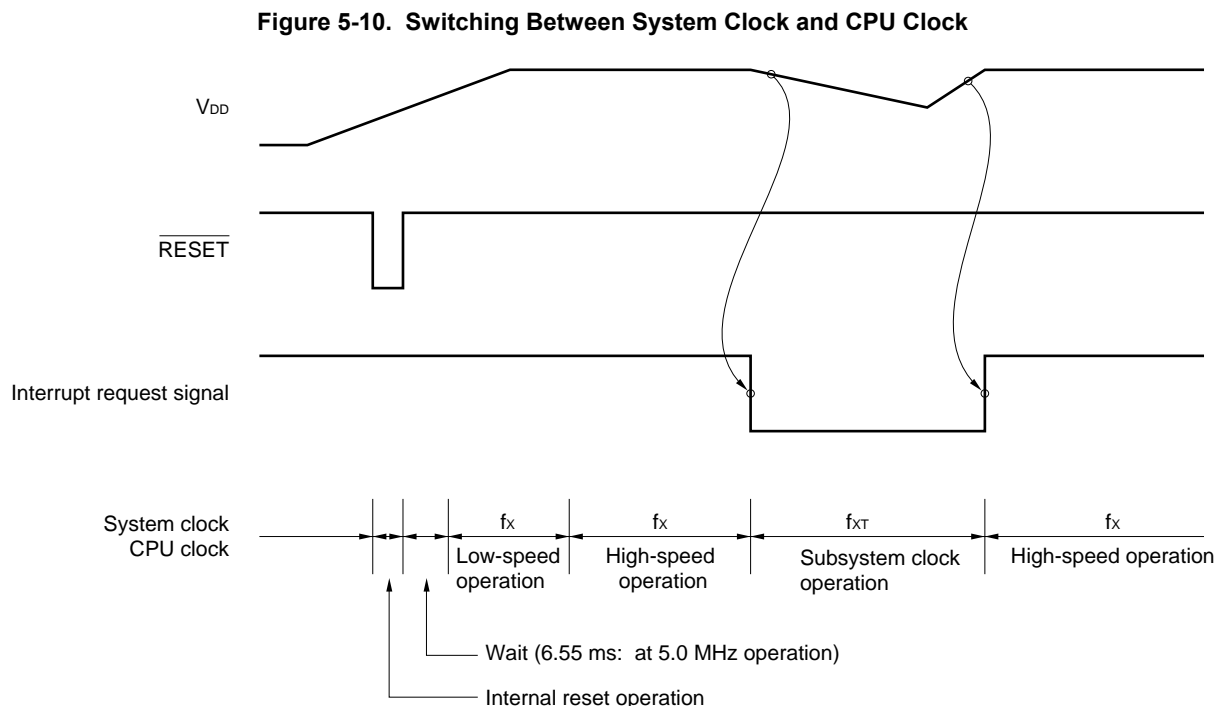 Figure 5-10. Switching Between System Clock and CPU Clock
VDD
RESET
Interrupt request signal
System clock
CPU clock
fX
Low-speed
operation
fX
High-speed
operation
fXT
Subsystem clock
operation
fX
High-speed operation
Wait (6.55 ms: at 5.0 MHz operation)
Internal reset operation